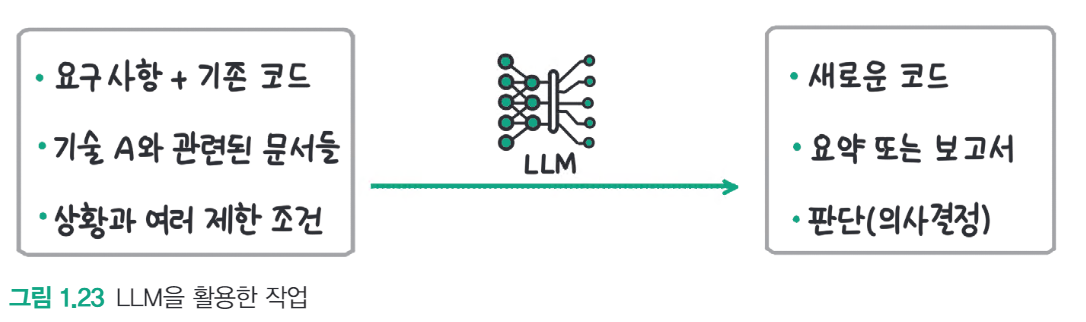 • 요구사항 + 기존 코드
• 기술 A와 관련된 문서들
• 상황과 여러 제한 조건
LLM
• 새로운 코드
• 요약 또는 보고서
• 판단(의사결정)
그림 1.23 LLM을 활용한 작업